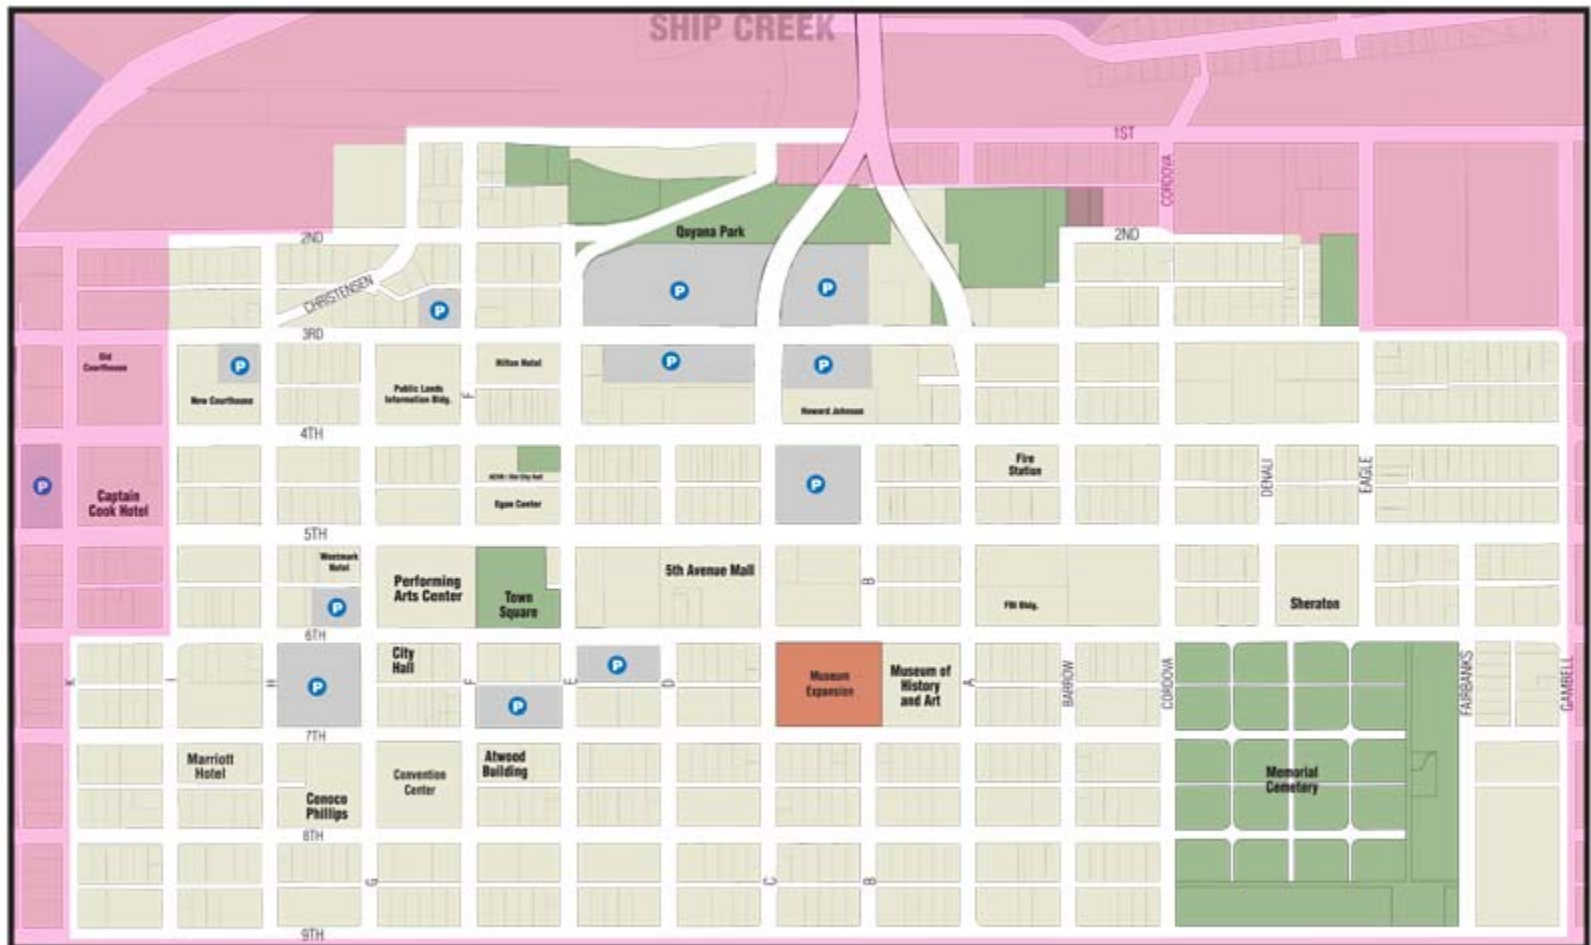 SHIP CREEK
1ST
CORDOVA
Quyana Park
2ND
2ND
P
P
CHRISTENSEN
P
3RD
Old
Courthouse
P
Hilton Hotel
P
P
New Courthouse
Public Lands
Information Bldg.
F
Howard Johnson
4TH
Fire
Station
DENALI
EAGLE
P
Captain
Cook Hotel
Old City Hall
Egan Center
P
5TH
Westmark
Hotel
Performing
Arts Center
Town
Square
5th Avenue Mall
B
FBI Bldg.
Sheraton
P
6TH
City
Hall
P
Museum
Expansion
Museum of
History
and Art
K
I
H
P
F
E
D
A
BARROW
CORDOVA
FAIRBANKS
GAMBELL
P
7TH
Marriott
Hotel
Convention
Center
Atwood
Building
Memorial
Cemetery
Conoco
Phillips
8TH
G
C
B
9TH